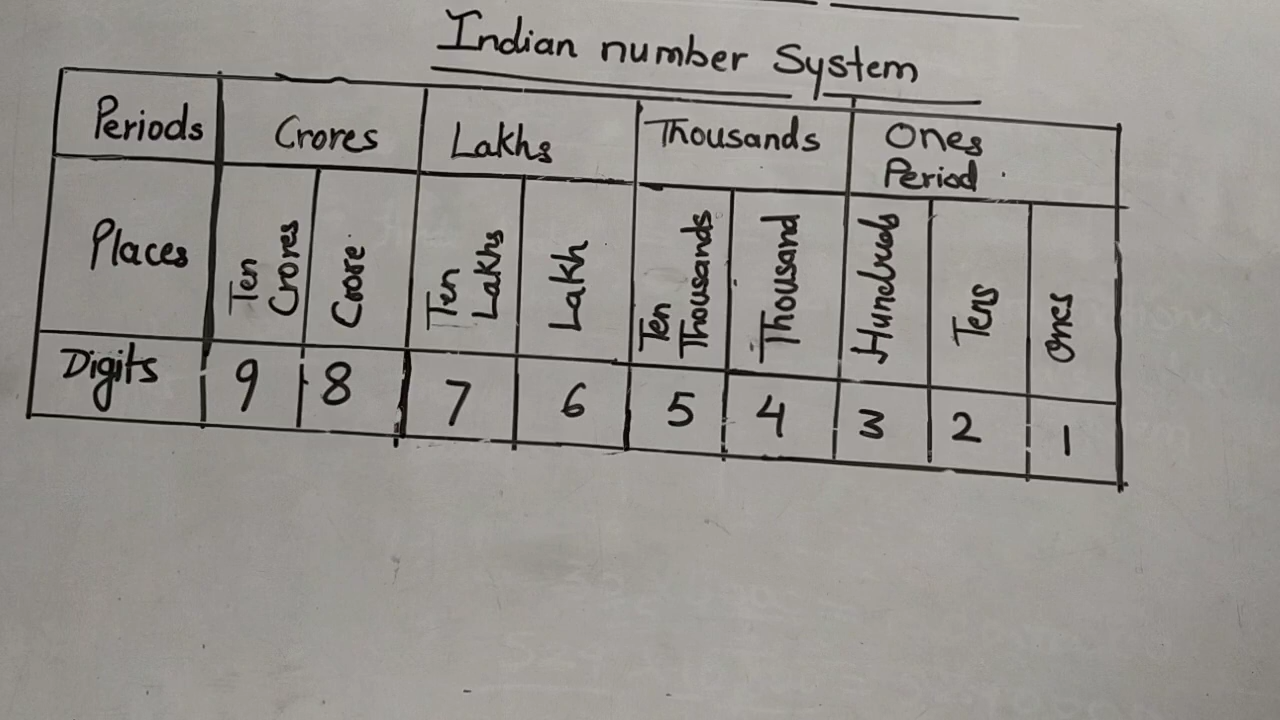 Indian number System
Periods Crores Lakhs Thousands Ones Period
Places Ten Crores Crore Ten Lakhs Lakh Ten Thousands Thousand Hundreds Tens Ones
Digits 9 8 7 6 5 4 3 2 1